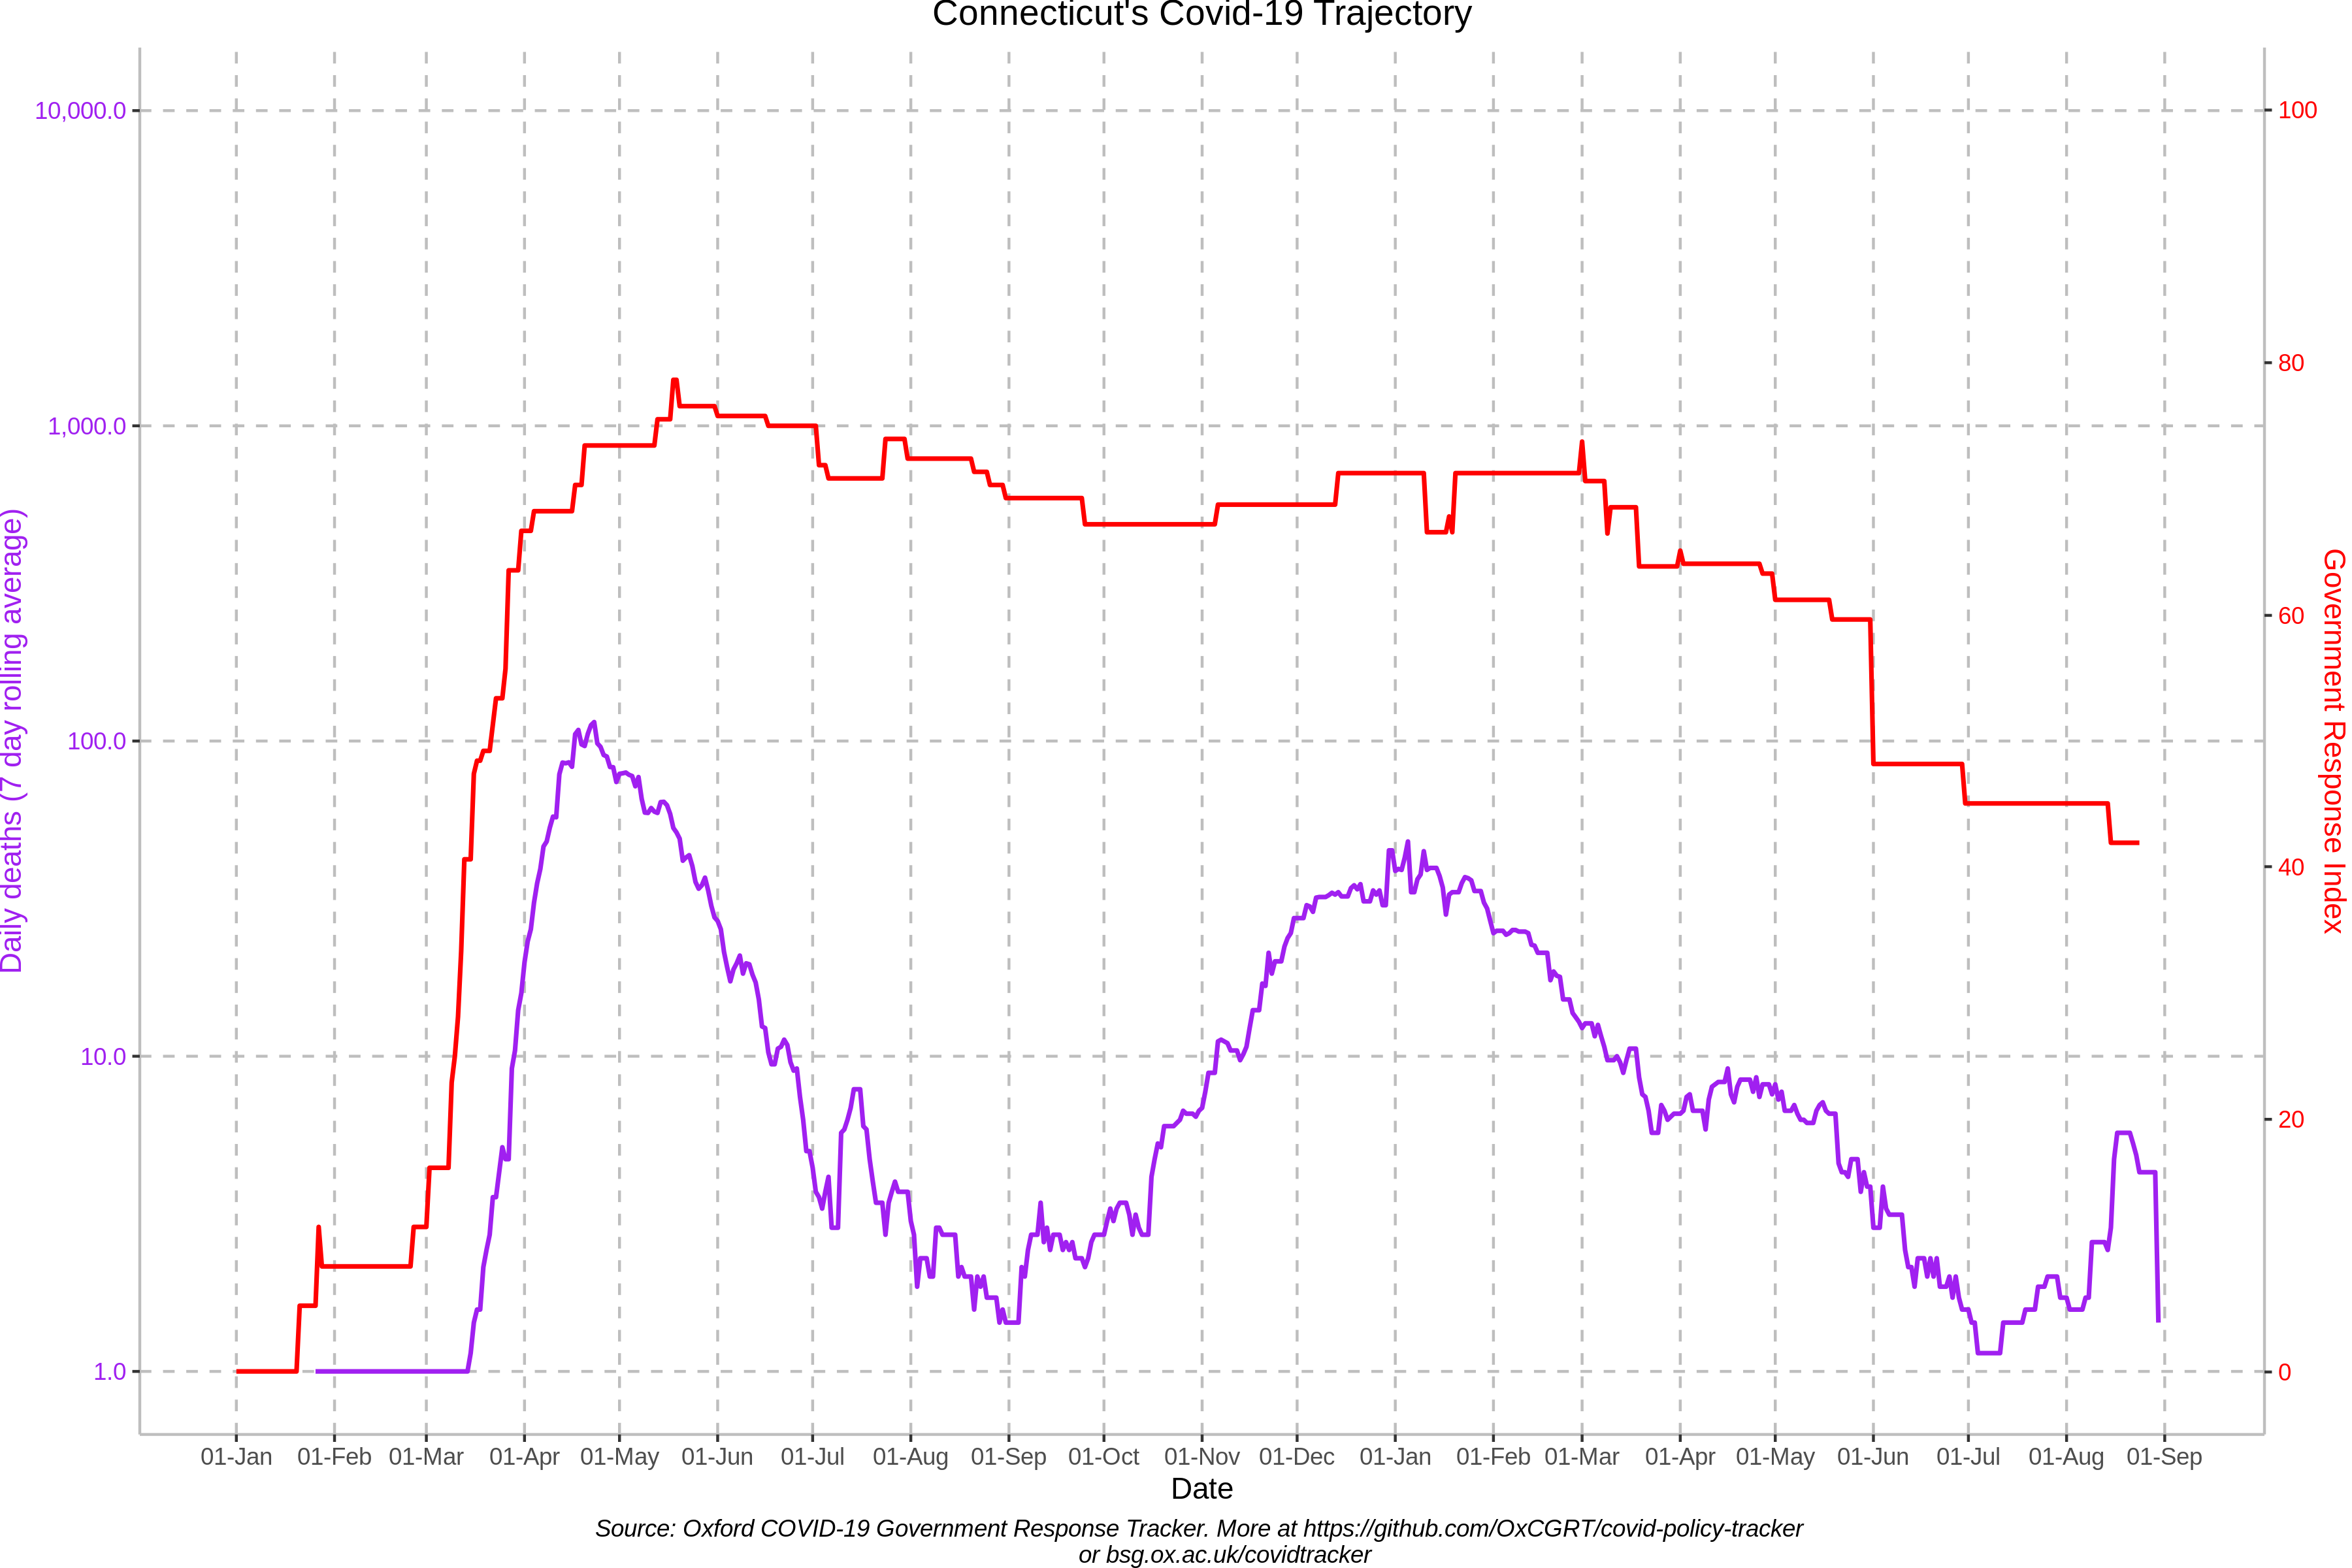 Connecticut's Covid-19 Trajectory
10,000.0
1,000.0
100.0
10.0
1.0
Daily deaths (7 day rolling average)
100
80
60
40
20
0
Government Response Index
01-Jan 01-Feb 01-Mar 01-Apr 01-May 01-Jun 01-Jul 01-Aug 01-Sep 01-Oct 01-Nov 01-Dec 01-Jan 01-Feb 01-Mar 01-Apr 01-May 01-Jun 01-Jul 01-Aug 01-Sep
Date
Source: Oxford COVID-19 Government Response Tracker. More at https://github.com/OxCGRT/covid-policy-tracker
or bsg.ox.ac.uk/covidtracker